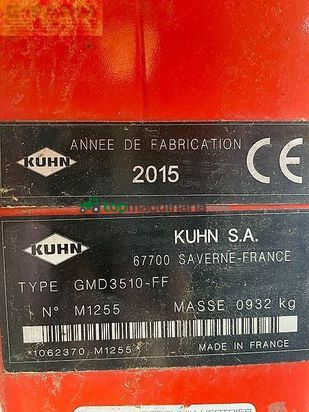 ANNEE DE FABRICATION
KUHN
2015
CE
topmaquinaria
KUHN
KUHN S.A.
67700 SAVERNE-FRANCE
TYPE GMD3510-FF
N° M1255 MASSE 0932 kg
*1062370 M1255*
MADE IN FRANCE